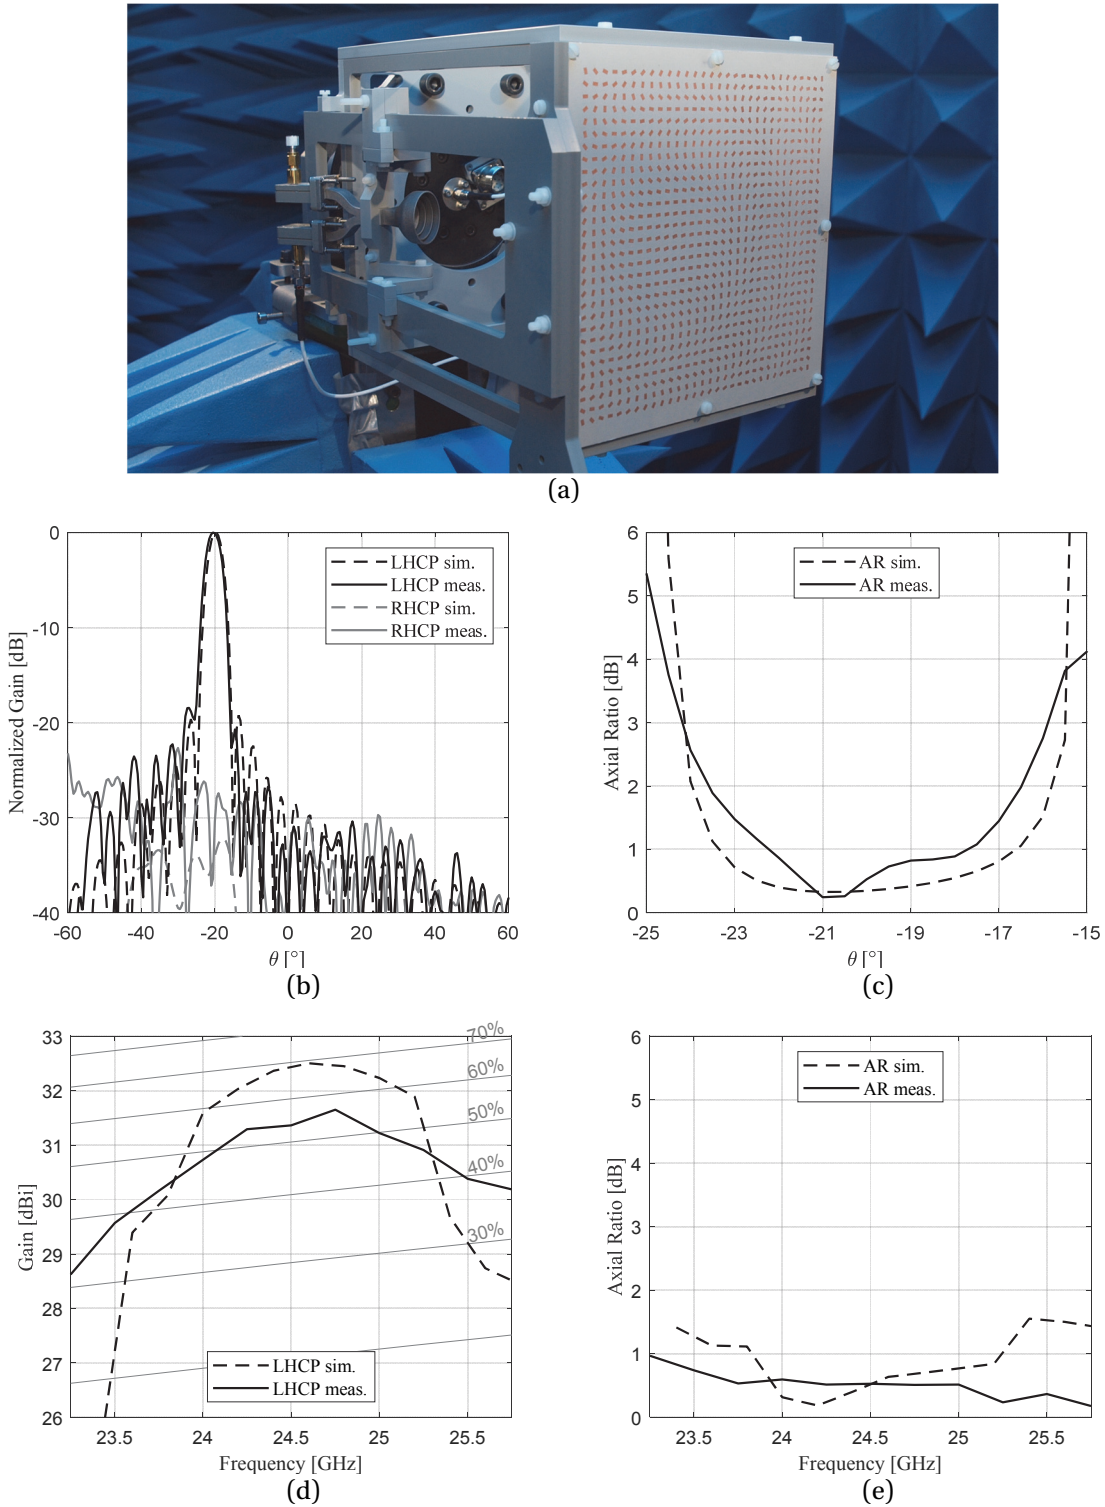 (a)
0
-10
-20
-30
-40
-60
-40
-20
0
20
40
60
Normalized Gain [dB]
θ [°]
LHCP sim.
LHCP meas.
RHCP sim.
RHCP meas.
(b)
6
5
4
3
2
1
0
-25
-23
-21
-19
-17
-15
Axial Ratio [dB]
θ [°]
AR sim.
AR meas.
(c)
33
32
31
30
29
28
27
26
23.5
24
24.5
25
25.5
Gain [dBi]
Frequency [GHz]
70%
60%
50%
40%
30%
LHCP sim.
LHCP meas.
(d)
6
5
4
3
2
1
0
23.5
24
24.5
25
25.5
Axial Ratio [dB]
Frequency [GHz]
AR sim.
AR meas.
(e)